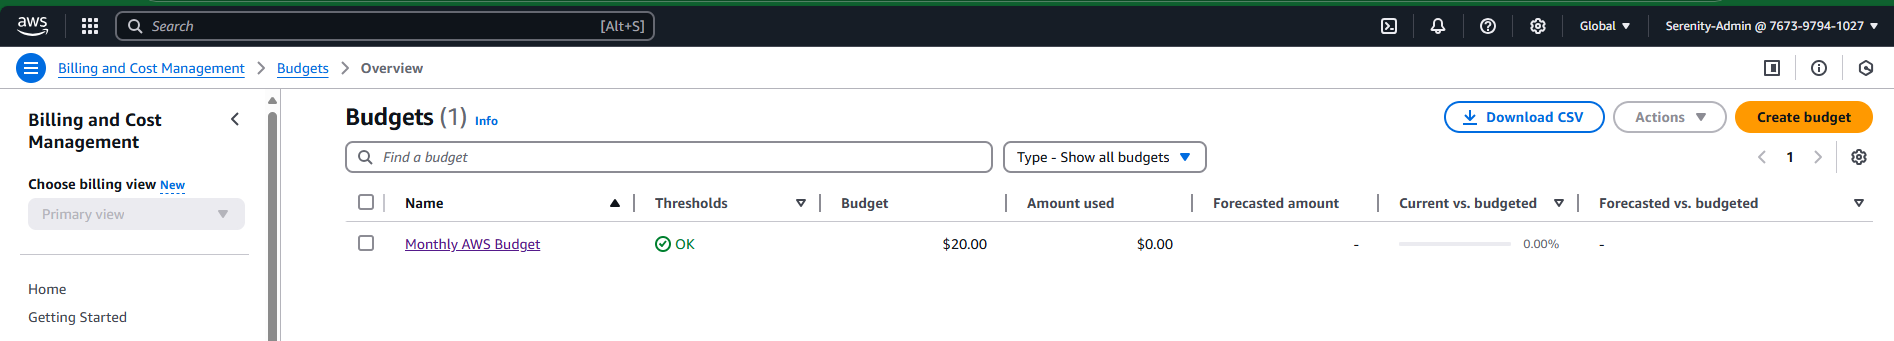 aws Search [Alt+S] Global Serenity-Admin @ 7673-9794-1027
Billing and Cost Management Budgets Overview
Billing and Cost
Management
Choose billing view New
Primary view
Home
Getting Started
Budgets (1) Info Download CSV Actions Create budget
Find a budget Type - Show all budgets 1
Name Thresholds Budget Amount used Forecasted amount Current vs. budgeted Forecasted vs. budgeted
Monthly AWS Budget OK $20.00 $0.00 - 0.00% -